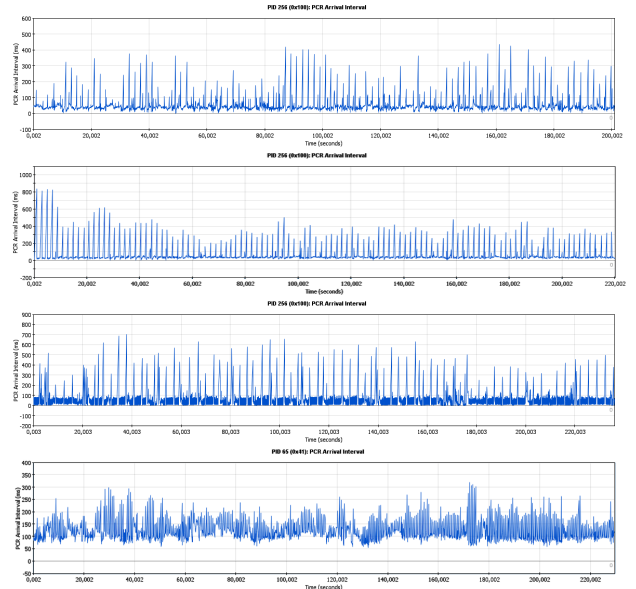 PID 256 (0x100): PCR Arrival Interval
PCR Arrival Interval (ms)
600
500
400
300
200
100
0
-100
0,002 20,002 40,002 60,002 80,002 100,002 120,002 140,002 160,002 180,002 200,002
Time (seconds)
PID 256 (0x100): PCR Arrival Interval
PCR Arrival Interval (ms)
1000
800
600
400
200
0
-200
0,002 20,002 40,002 60,002 80,002 100,002 120,002 140,002 160,002 180,002 200,002 220,002
Time (seconds)
PID 256 (0x100): PCR Arrival Interval
PCR Arrival Interval (ms)
900
800
700
600
500
400
300
200
100
0
-100
-200
0,003 20,003 40,003 60,003 80,003 100,003 120,003 140,003 163,003 183,003 203,003 223,003
Time (seconds)
PID 65 (0x41): PCR Arrival Interval
PCR Arrival Interval (ms)
400
350
300
250
200
150
100
50
0
-50
0,002 20,002 40,002 60,002 80,002 100,002 120,002 140,002 160,002 180,002 200,002 220,002
Time (seconds)